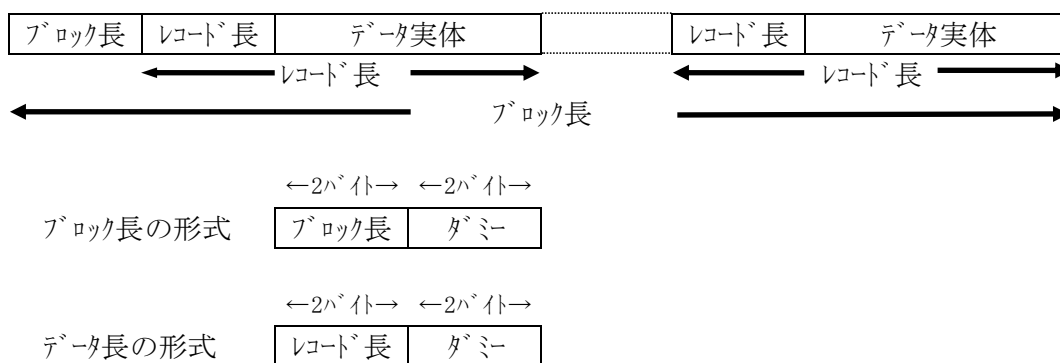 ﾌﾞﾛｯｸ長 ﾚｺｰﾄﾞ長 ﾃﾞｰﾀ実体 ﾚｺｰﾄﾞ長 ﾃﾞｰﾀ実体
ﾚｺｰﾄﾞ長 ﾚｺｰﾄﾞ長
ﾌﾞﾛｯｸ長
←2ﾊﾞｲﾄ→ ←2ﾊﾞｲﾄ→
ﾌﾞﾛｯｸ長の形式 ﾌﾞﾛｯｸ長 ﾀﾞﾐｰ
←2ﾊﾞｲﾄ→ ←2ﾊﾞｲﾄ→
ﾃﾞｰﾀ長の形式 ﾚｺｰﾄﾞ長 ﾀﾞﾐｰ